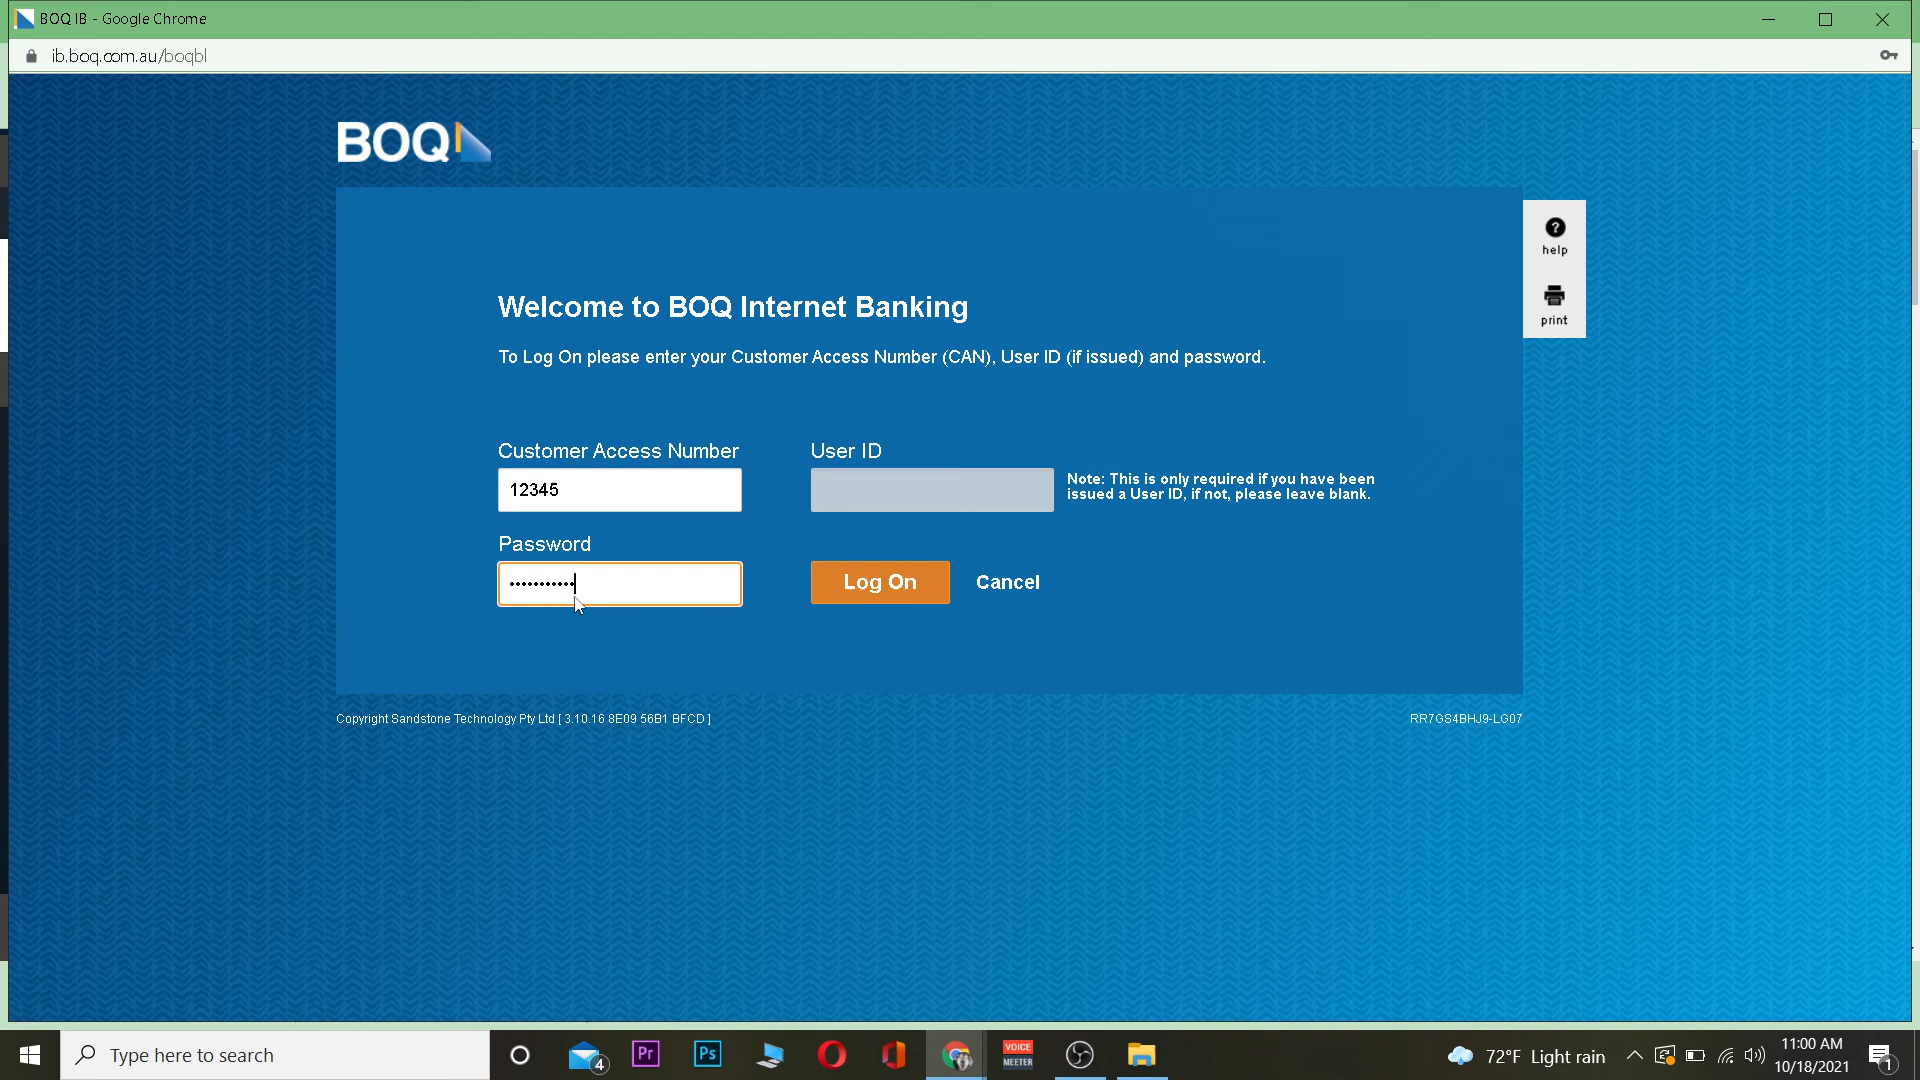 BOQ IB - Google Chrome
ib.boq.com.au/boqbl
BOQ
help
print
Welcome to BOQ Internet Banking
To Log On please enter your Customer Access Number (CAN), User ID (if issued) and password.
Customer Access Number
User ID
12345
Note: This is only required if you have been
issued a User ID, if not, please leave blank.
Password
•••••••••••
Log On
Cancel
Copyright Sandstone Technology Pty Ltd [ 3.10.16 8E09 56B1 BFCD ]
RR7GS4BHJ9-LG07
Type here to search
4
Pr
Ps
VOICE
MEETER
72°F Light rain
11:00 AM
10/18/2021
1